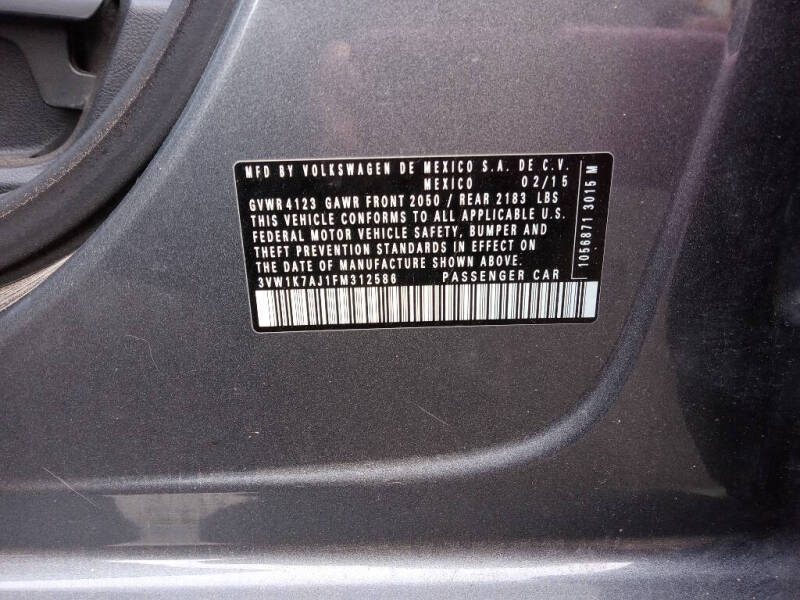 MFD BY VOLKSWAGEN DE MEXICO S.A. DE C.V.
MEXICO 02/15
GVWR 4123 GAWR FRONT 2050 / REAR 2183 LBS
THIS VEHICLE CONFORMS TO ALL APPLICABLE U.S.
FEDERAL MOTOR VEHICLE SAFETY, BUMPER AND
THEFT PREVENTION STANDARDS IN EFFECT ON
THE DATE OF MANUFACTURE SHOWN ABOVE.
3VW1K7AJ1FM312586 PASSENGER CAR
1056871 3015 M